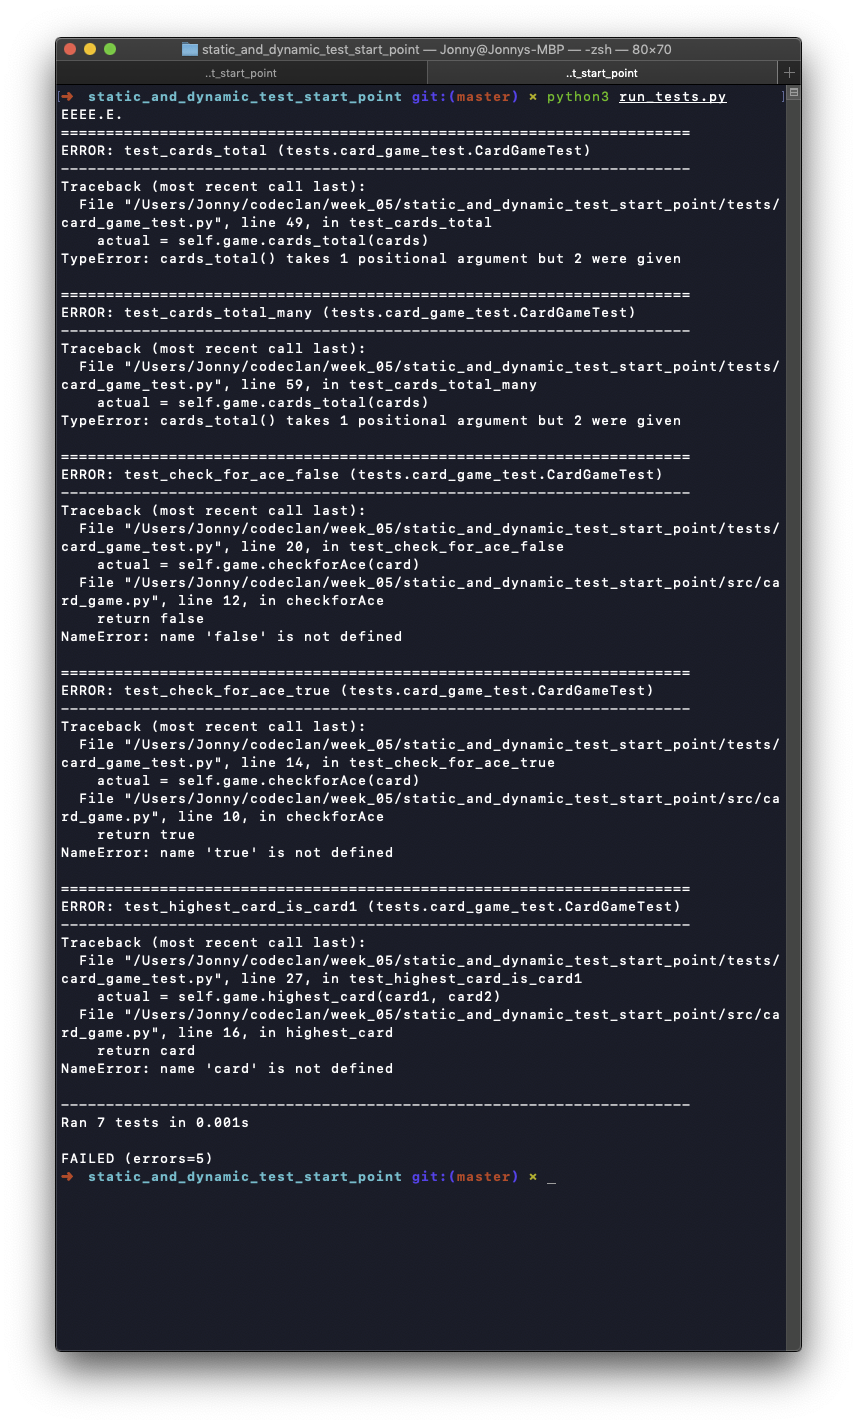 static_and_dynamic_test_start_point — Jonny@Jonnys-MBP — -zsh — 80×70
..t_start_point ..t_start_point +
[➜  static_and_dynamic_test_start_point git:(master) × python3 run_tests.py ]
EEEE.E.
======================================================================
ERROR: test_cards_total (tests.card_game_test.CardGameTest)
----------------------------------------------------------------------
Traceback (most recent call last):
  File "/Users/Jonny/codeclan/week_05/static_and_dynamic_test_start_point/tests/
card_game_test.py", line 49, in test_cards_total
    actual = self.game.cards_total(cards)
TypeError: cards_total() takes 1 positional argument but 2 were given

======================================================================
ERROR: test_cards_total_many (tests.card_game_test.CardGameTest)
----------------------------------------------------------------------
Traceback (most recent call last):
  File "/Users/Jonny/codeclan/week_05/static_and_dynamic_test_start_point/tests/
card_game_test.py", line 59, in test_cards_total_many
    actual = self.game.cards_total(cards)
TypeError: cards_total() takes 1 positional argument but 2 were given

======================================================================
ERROR: test_check_for_ace_false (tests.card_game_test.CardGameTest)
----------------------------------------------------------------------
Traceback (most recent call last):
  File "/Users/Jonny/codeclan/week_05/static_and_dynamic_test_start_point/tests/
card_game_test.py", line 20, in test_check_for_ace_false
    actual = self.game.checkforAce(card)
  File "/Users/Jonny/codeclan/week_05/static_and_dynamic_test_start_point/src/ca
rd_game.py", line 12, in checkforAce
    return false
NameError: name 'false' is not defined

======================================================================
ERROR: test_check_for_ace_true (tests.card_game_test.CardGameTest)
----------------------------------------------------------------------
Traceback (most recent call last):
  File "/Users/Jonny/codeclan/week_05/static_and_dynamic_test_start_point/tests/
card_game_test.py", line 14, in test_check_for_ace_true
    actual = self.game.checkforAce(card)
  File "/Users/Jonny/codeclan/week_05/static_and_dynamic_test_start_point/src/ca
rd_game.py", line 10, in checkforAce
    return true
NameError: name 'true' is not defined

======================================================================
ERROR: test_highest_card_is_card1 (tests.card_game_test.CardGameTest)
----------------------------------------------------------------------
Traceback (most recent call last):
  File "/Users/Jonny/codeclan/week_05/static_and_dynamic_test_start_point/tests/
card_game_test.py", line 27, in test_highest_card_is_card1
    actual = self.game.highest_card(card1, card2)
  File "/Users/Jonny/codeclan/week_05/static_and_dynamic_test_start_point/src/ca
rd_game.py", line 16, in highest_card
    return card
NameError: name 'card' is not defined

----------------------------------------------------------------------
Ran 7 tests in 0.001s

FAILED (errors=5)
➜  static_and_dynamic_test_start_point git:(master) × _